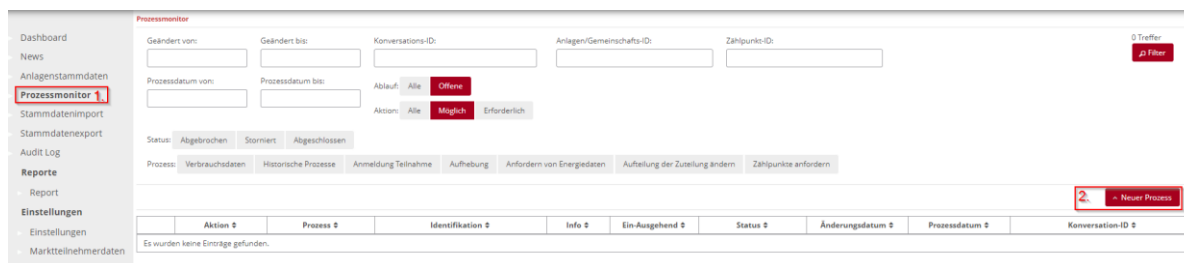 Prozessmonitor
Dashboard
News
Anlagenstammdaten
Prozessmonitor 1.
Stammdatenimport
Stammdatenexport
Audit Log
Reporte
Report
Einstellungen
Einstellungen
Marktteilnehmerdaten
Geändert von: Geändert bis: Konversations-ID: Anlagen/Gemeinschafts-ID: Zählpunkt-ID: 0 Treffer
Filter
Prozessdatum von: Prozessdatum bis: Ablauf: Alle Offene
Aktion: Alle Möglich Erforderlich
Status: Abgebrochen Storniert Abgeschlossen
Prozess: Verbrauchsdaten Historische Prozesse Anmeldung Teilnahme Aufhebung Anfordern von Energiedaten Aufteilung der Zuteilung ändern Zählpunkte anfordern
2. Neuer Prozess
Aktion Prozess Identifikation Info Ein-Ausgehend Status Änderungsdatum Prozessdatum Konversation-ID
Es wurden keine Einträge gefunden.